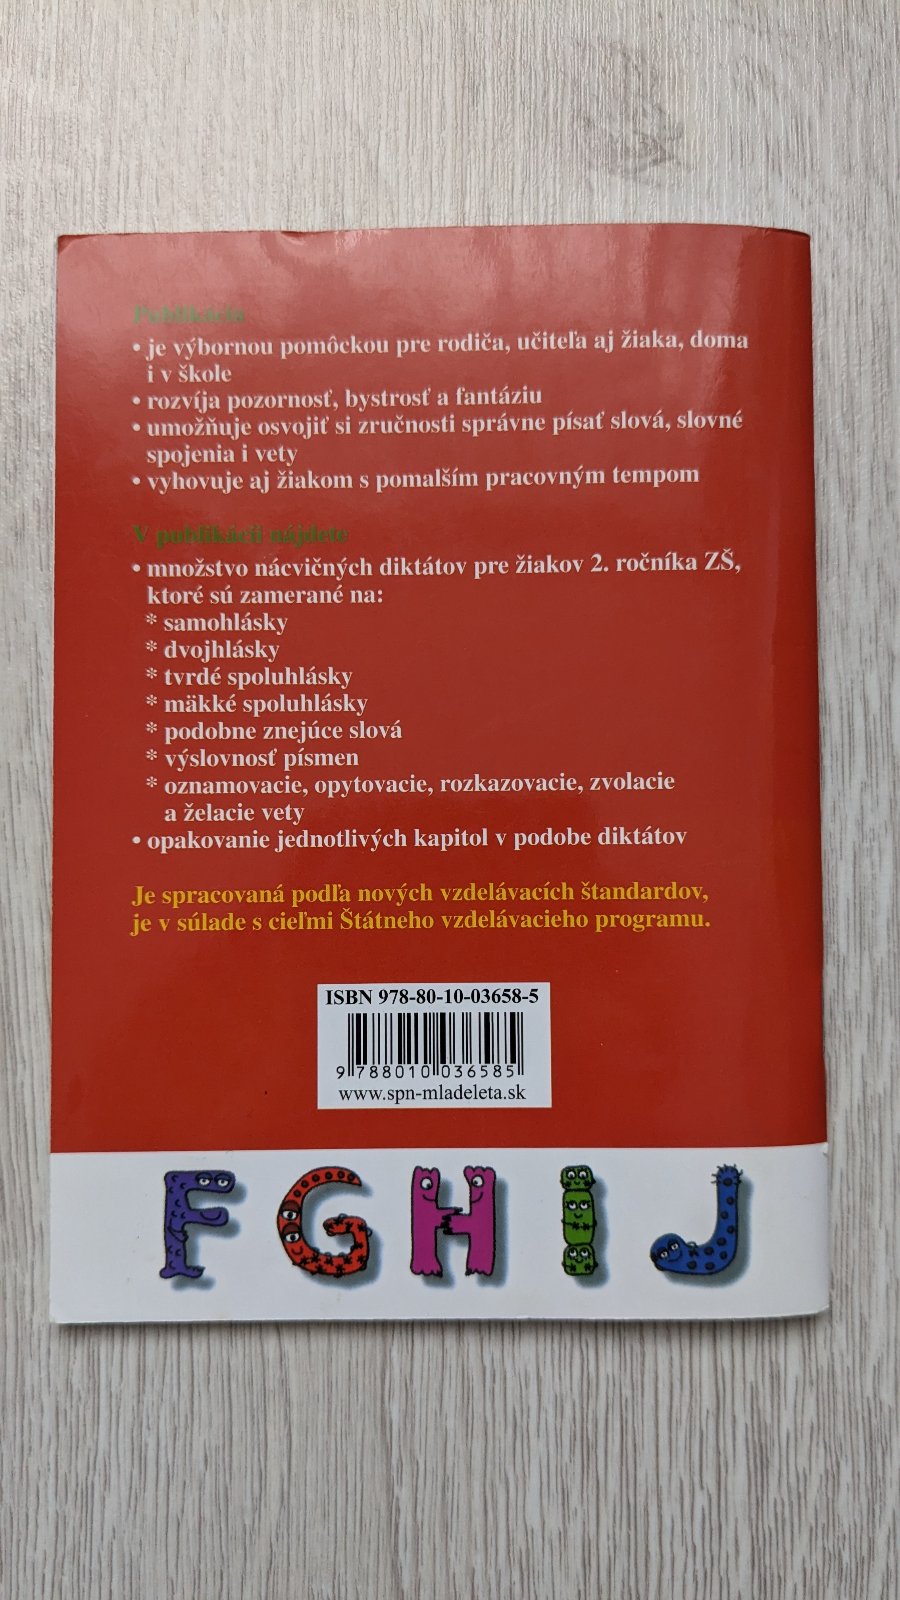 Publikácia
• je výbornou pomôckou pre rodiča, učiteľa aj žiaka, doma
i v škole
• rozvíja pozornosť, bystrosť a fantáziu
• umožňuje osvojiť si zručnosti správne písať slová, slovné
spojenia i vety
• vyhovuje aj žiakom s pomalším pracovným tempom
V publikácii nájdete
• množstvo nácvičných diktátov pre žiakov 2. ročníka ZŠ,
ktoré sú zamerané na:
* samohlásky
* dvojhlásky
* tvrdé spoluhlásky
* mäkké spoluhlásky
* podobne znejúce slová
* výslovnosť písmen
* oznamovacie, opytovacie, rozkazovacie, zvolacie
a želacie vety
• opakovanie jednotlivých kapitol v podobe diktátov
Je spracovaná podľa nových vzdelávacích štandardov,
je v súlade s cieľmi Štátneho vzdelávacieho programu.
ISBN 978-80-10-03658-5
9 788010 036585
www.spn-mladeleta.sk
F G H I J